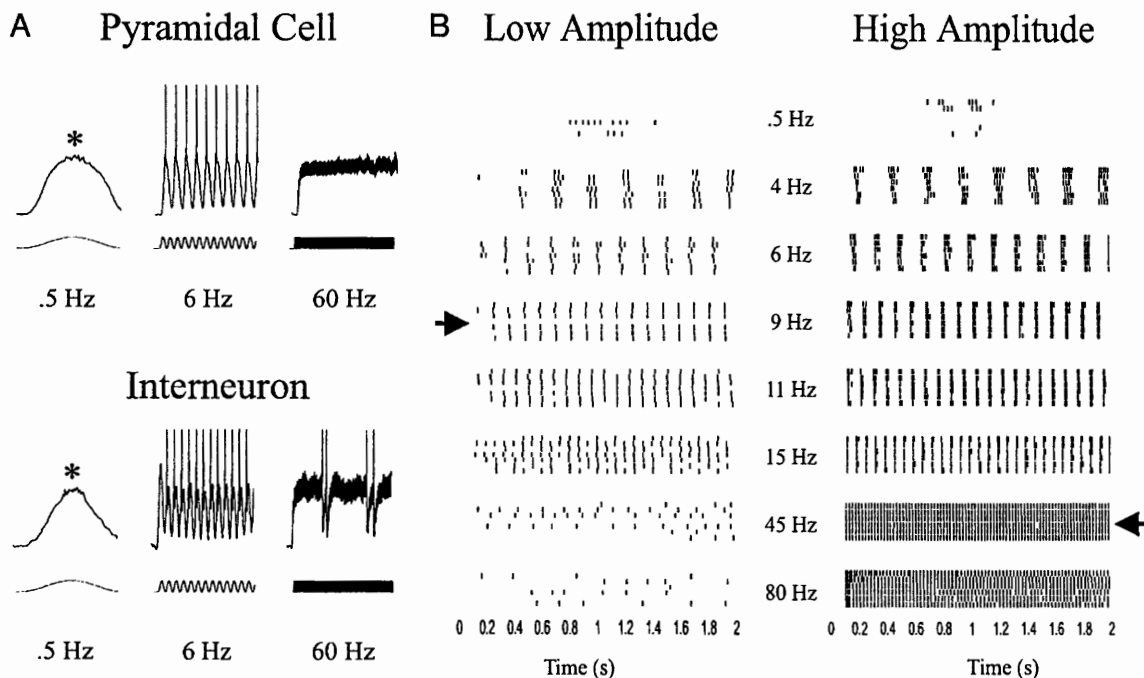 A
Pyramidal Cell
*
.5 Hz 6 Hz 60 Hz
Interneuron
*
.5 Hz 6 Hz 60 Hz
B
Low Amplitude High Amplitude
.5 Hz
4 Hz
6 Hz
9 Hz
11 Hz
15 Hz
45 Hz
80 Hz
0 0.2 0.4 0.6 0.8 1 1.2 1.4 1.6 1.8 2
Time (s)
0 0.2 0.4 0.6 0.8 1 1.2 1.4 1.6 1.8 2
Time (s)